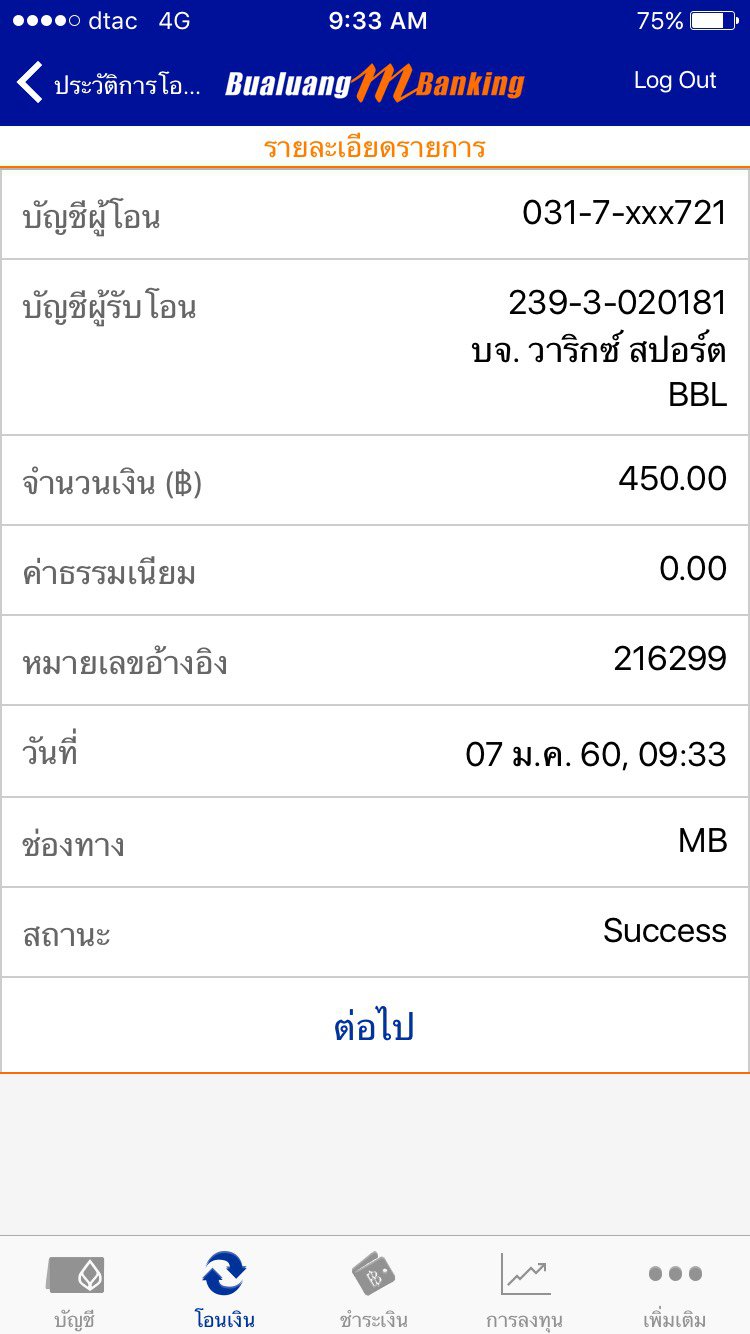 dtac 4G 9:33 AM 75%
ประวัติการโอ... Bualuang mBanking Log Out
รายละเอียดรายการ
บัญชีผู้โอน 031-7-xxx721
บัญชีผู้รับโอน 239-3-020181
บจ. วาริกซ์ สปอร์ต
BBL
จำนวนเงิน (฿) 450.00
ค่าธรรมเนียม 0.00
หมายเลขอ้างอิง 216299
วันที่ 07 ม.ค. 60, 09:33
ช่องทาง MB
สถานะ Success
ต่อไป
บัญชี โอนเงิน ชำระเงิน การลงทุน เพิ่มเติม